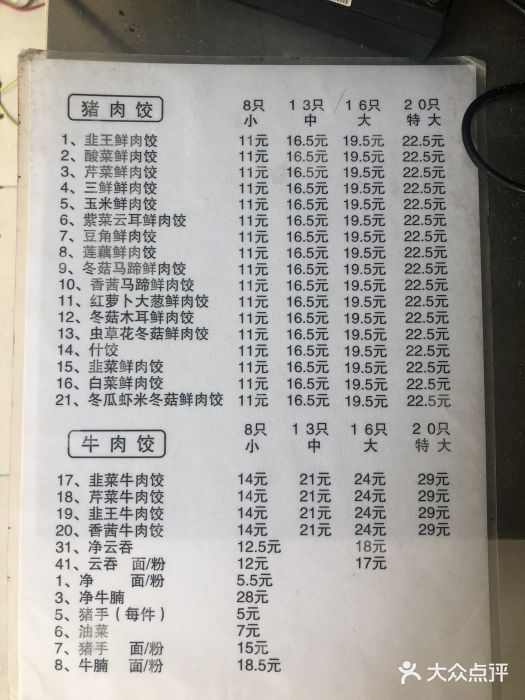 猪肉饺 8只 13只 16只 20只
小 中 大 特大
1、韭王鲜肉饺 11元 16.5元 19.5元 22.5元
2、酸菜鲜肉饺 11元 16.5元 19.5元 22.5元
3、芹菜鲜肉饺 11元 16.5元 19.5元 22.5元
4、三鲜鲜肉饺 11元 16.5元 19.5元 22.5元
5、玉米鲜肉饺 11元 16.5元 19.5元 22.5元
6、紫菜云耳鲜肉饺 11元 16.5元 19.5元 22.5元
7、豆角鲜肉饺 11元 16.5元 19.5元 22.5元
8、莲藕鲜肉饺 11元 16.5元 19.5元 22.5元
9、冬菇马蹄鲜肉饺 11元 16.5元 19.5元 22.5元
10、香茜马蹄鲜肉饺 11元 16.5元 19.5元 22.5元
11、红萝卜大葱鲜肉饺 11元 16.5元 19.5元 22.5元
12、冬菇木耳鲜肉饺 11元 16.5元 19.5元 22.5元
13、虫草花冬菇鲜肉饺 11元 16.5元 19.5元 22.5元
14、什饺 11元 16.5元 19.5元 22.5元
15、韭菜鲜肉饺 11元 16.5元 19.5元 22.5元
16、白菜鲜肉饺 11元 16.5元 19.5元 22.5元
21、冬瓜虾米冬菇鲜肉饺 11元 16.5元 19.5元 22.5元
牛肉饺 8只 13只 16只 20只
小 中 大 特大
17、韭菜牛肉饺 14元 21元 24元 29元
18、芹菜牛肉饺 14元 21元 24元 29元
19、韭王牛肉饺 14元 21元 24元 29元
20、香茜牛肉饺 14元 21元 24元 29元
31、净云吞 12.5元 18元
41、云吞 面/粉 12元 17元
1、净 面/粉 5.5元
3、净牛腩 28元
5、猪手（每件） 5元
6、油菜 7元
7、猪手 面/粉 15元
8、牛腩 面/粉 18.5元
大众点评